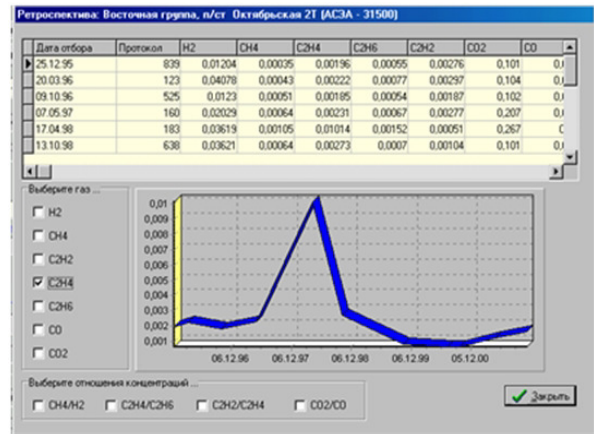 Ретроспектива: Восточная группа, п/ст Октябрьская 2Т (АСЗА - 31500)
Дата отбора Протокол H2 CH4 C2H4 C2H6 C2H2 CO2 CO
25.12.95 839 0,01204 0,00035 0,00196 0,00055 0,00276 0,101
20.03.96 123 0,04078 0,00043 0,00222 0,00077 0,00297 0,104
09.10.96 525 0,0123 0,00051 0,00185 0,00054 0,00187 0,102
07.05.97 160 0,02029 0,00064 0,00231 0,00067 0,00277 0,207
17.04.98 183 0,03619 0,00105 0,01014 0,00152 0,00051 0,267
13.10.98 638 0,03621 0,00064 0,00273 0,0007 0,00104 0,101
Выберите газ ...
H2
CH4
C2H2
C2H4
C2H6
CO
CO2
0,01
0,009
0,008
0,007
0,006
0,005
0,004
0,003
0,002
0,001
06.12.96 06.12.97 06.12.98 06.12.99 05.12.00
Выберите отношения концентраций ...
CH4/H2 C2H4/C2H6 C2H2/C2H4 CO2/CO
Закрыть